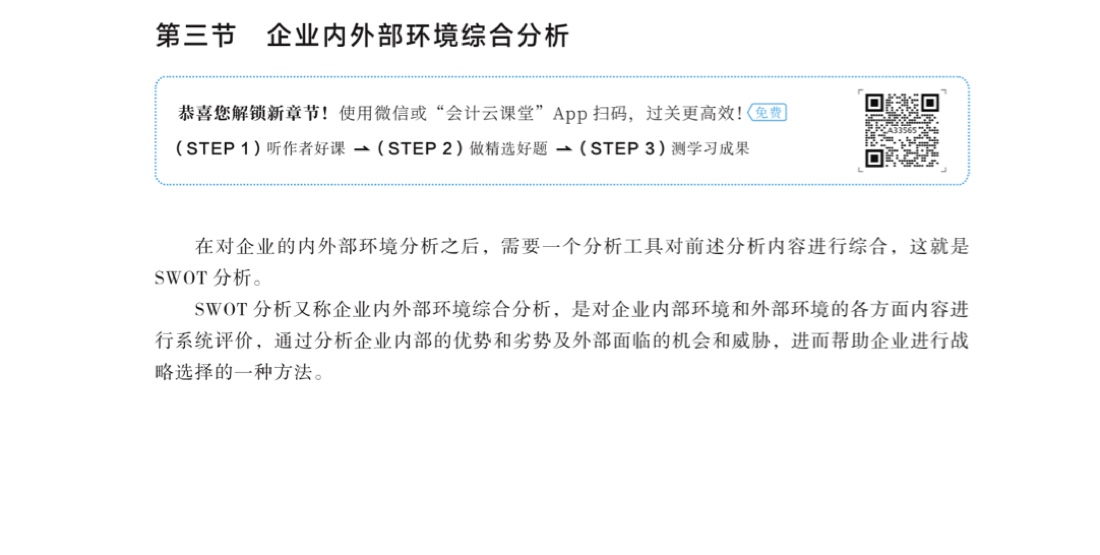 第三节　企业内外部环境综合分析
恭喜您解锁新章节！使用微信或“会计云课堂”App 扫码，过关更高效！免费
（STEP 1）听作者好课 ⇀（STEP 2）做精选好题 ⇀（STEP 3）测学习成果
A33565
在对企业的内外部环境分析之后，需要一个分析工具对前述分析内容进行综合，这就是
SWOT 分析。
SWOT 分析又称企业内外部环境综合分析，是对企业内部环境和外部环境的各方面内容进
行系统评价，通过分析企业内部的优势和劣势及外部面临的机会和威胁，进而帮助企业进行战
略选择的一种方法。